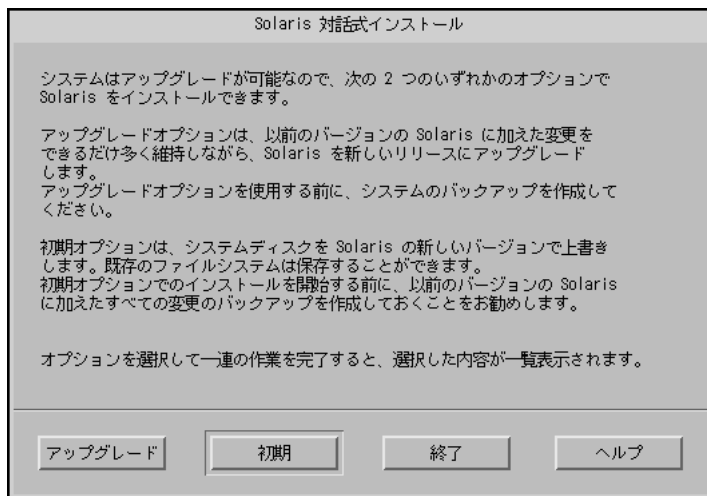 Solaris 対話式インストール
システムはアップグレードが可能なので、次の 2 つのいずれかのオプションで
Solaris をインストールできます。
アップグレードオプションは、以前のバージョンの Solaris に加えた変更を
できるだけ多く維持しながら、Solaris を新しいリリースにアップグレード
します。
アップグレードオプションを使用する前に、システムのバックアップを作成して
ください。
初期オプションは、システムディスクを Solaris の新しいバージョンで上書き
します。既存のファイルシステムは保存することができます。
初期オプションでのインストールを開始する前に、以前のバージョンの Solaris
に加えたすべての変更のバックアップを作成しておくことをお勧めします。
オプションを選択して一連の作業を完了すると、選択した内容が一覧表示されます。
アップグレード 初期 終了 ヘルプ